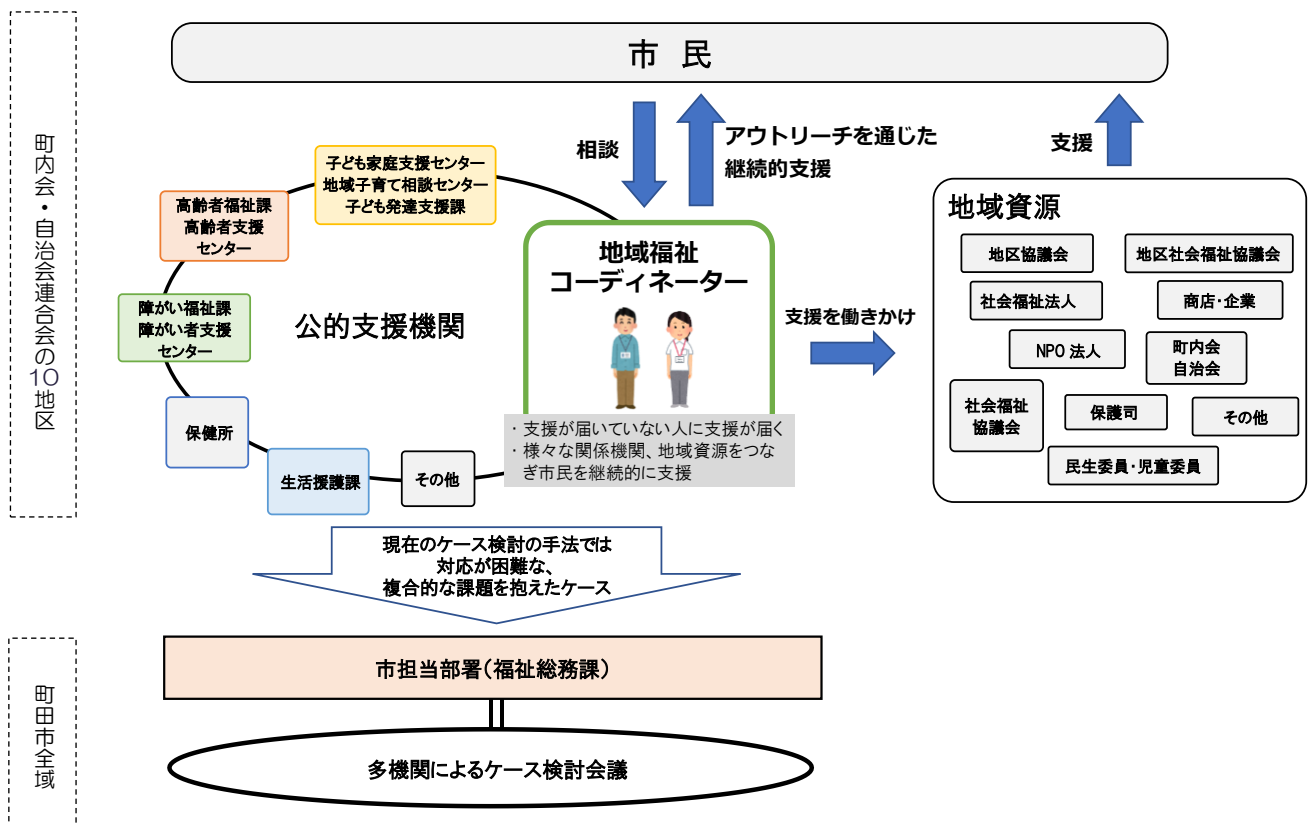 市 民
町内会・自治会連合会の10地区
相談
アウトリーチを通じた
継続的支援
支援
子ども家庭支援センター
地域子育て相談センター
子ども発達支援課
高齢者福祉課
高齢者支援
センター
障がい福祉課
障がい者支援
センター
公的支援機関
保健所
生活援護課
その他
地域福祉
コーディネーター
・支援が届いていない人に支援が届く
・様々な関係機関、地域資源をつな
ぎ市民を継続的に支援
支援を働きかけ
地域資源
地区協議会
地区社会福祉協議会
社会福祉法人
商店・企業
NPO 法人
町内会
自治会
社会福祉
協議会
保護司
その他
民生委員・児童委員
現在のケース検討の手法では
対応が困難な、
複合的な課題を抱えたケース
町田市全域
市担当部署(福祉総務課)
多機関によるケース検討会議